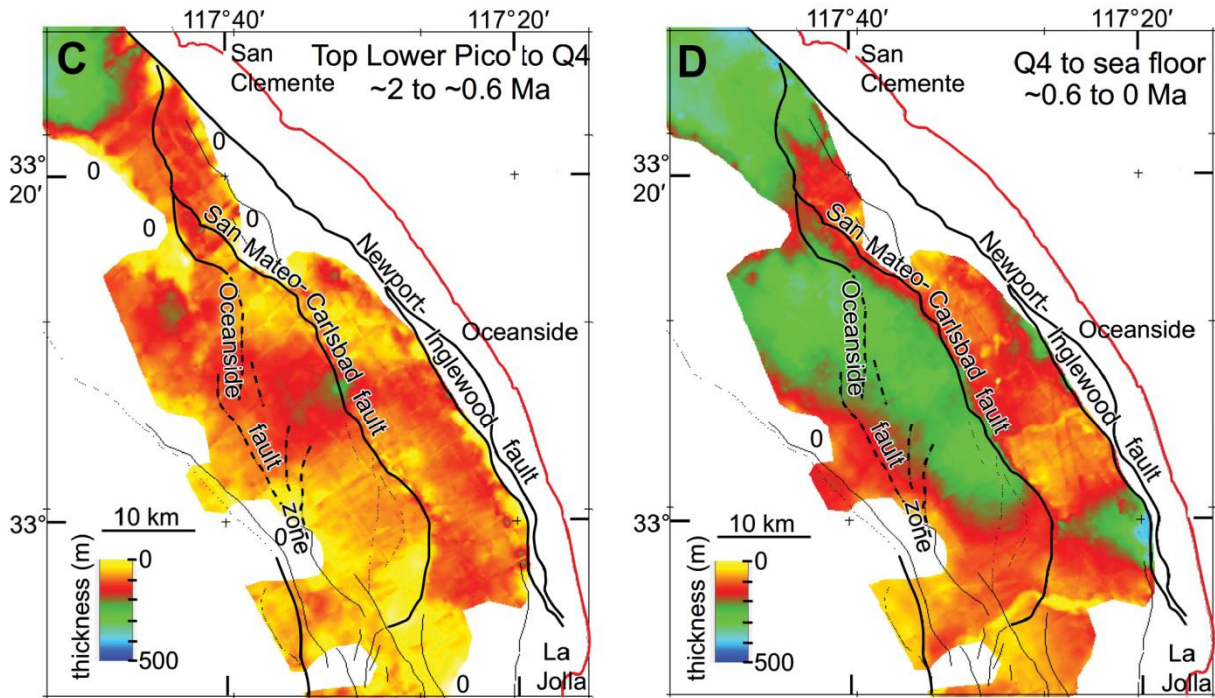 117°40'
117°20'
C
San
Clemente
Top Lower Pico to Q4
~2 to ~0.6 Ma
0
0
33°
20'
0
0
San Mateo-Carlsbad fault
Newport-Inglewood fault
Oceanside
Oceanside fault zone
33°
10 km
0
thickness (m)
0
500
La
Jolla
0
117°40'
117°20'
D
San
Clemente
Q4 to sea floor
~0.6 to 0 Ma
33°
20'
San Mateo-Carlsbad fault
Newport-Inglewood fault
Oceanside
Oceanside fault zone
0
33°
10 km
thickness (m)
0
500
La
Jolla